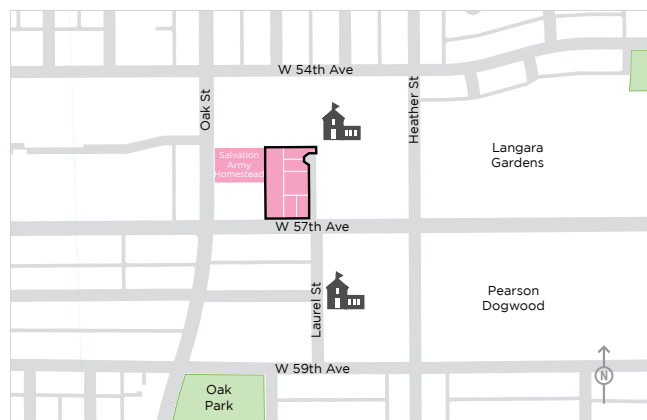 W 54th Ave
Oak St
Heather St
Salvation
Army
Homestead
Langara
Gardens
W 57th Ave
Laurel St
Pearson
Dogwood
W 59th Ave
Oak
Park
N